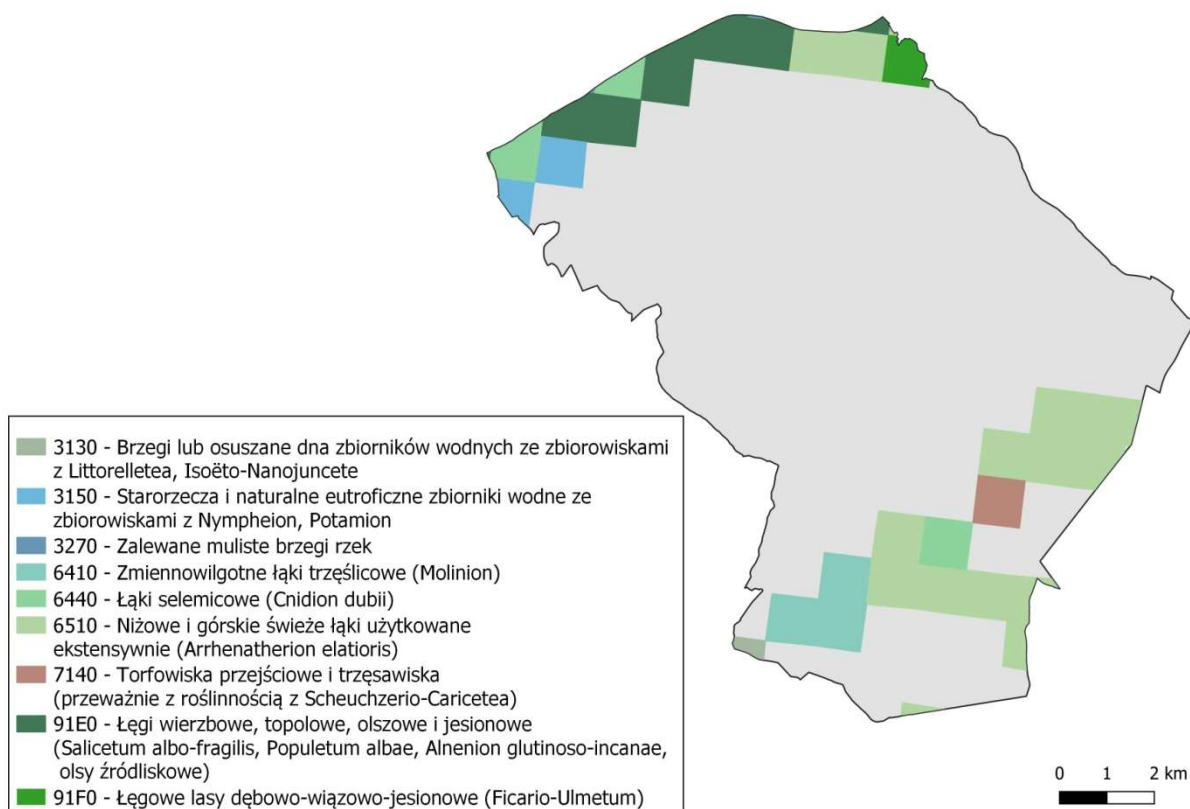 3130 - Brzegi lub osuszane dna zbiorników wodnych ze zbiorowiskami
z Littorelletea, Isoëto-Nanojuncete
3150 - Starorzecza i naturalne eutroficzne zbiorniki wodne ze
zbiorowiskami z Nympheion, Potamion
3270 - Zalewane muliste brzegi rzek
6410 - Zmiennowilgotne łąki trzęślicowe (Molinion)
6440 - Łąki selemicowe (Cnidion dubii)
6510 - Niżowe i górskie świeże łąki użytkowane
ekstensywnie (Arrhenatherion elatioris)
7140 - Torfowiska przejściowe i trzęsawiska
(przeważnie z roślinnością z Scheuchzerio-Caricetea)
91E0 - Łęgi wierzbowe, topolowe, olszowe i jesionowe
(Salicetum albo-fragilis, Populetum albae, Alnenion glutinoso-incanae,
olsy źródliskowe)
91F0 - Łęgowe lasy dębowo-wiązowo-jesionowe (Ficario-Ulmetum)
0 1 2 km